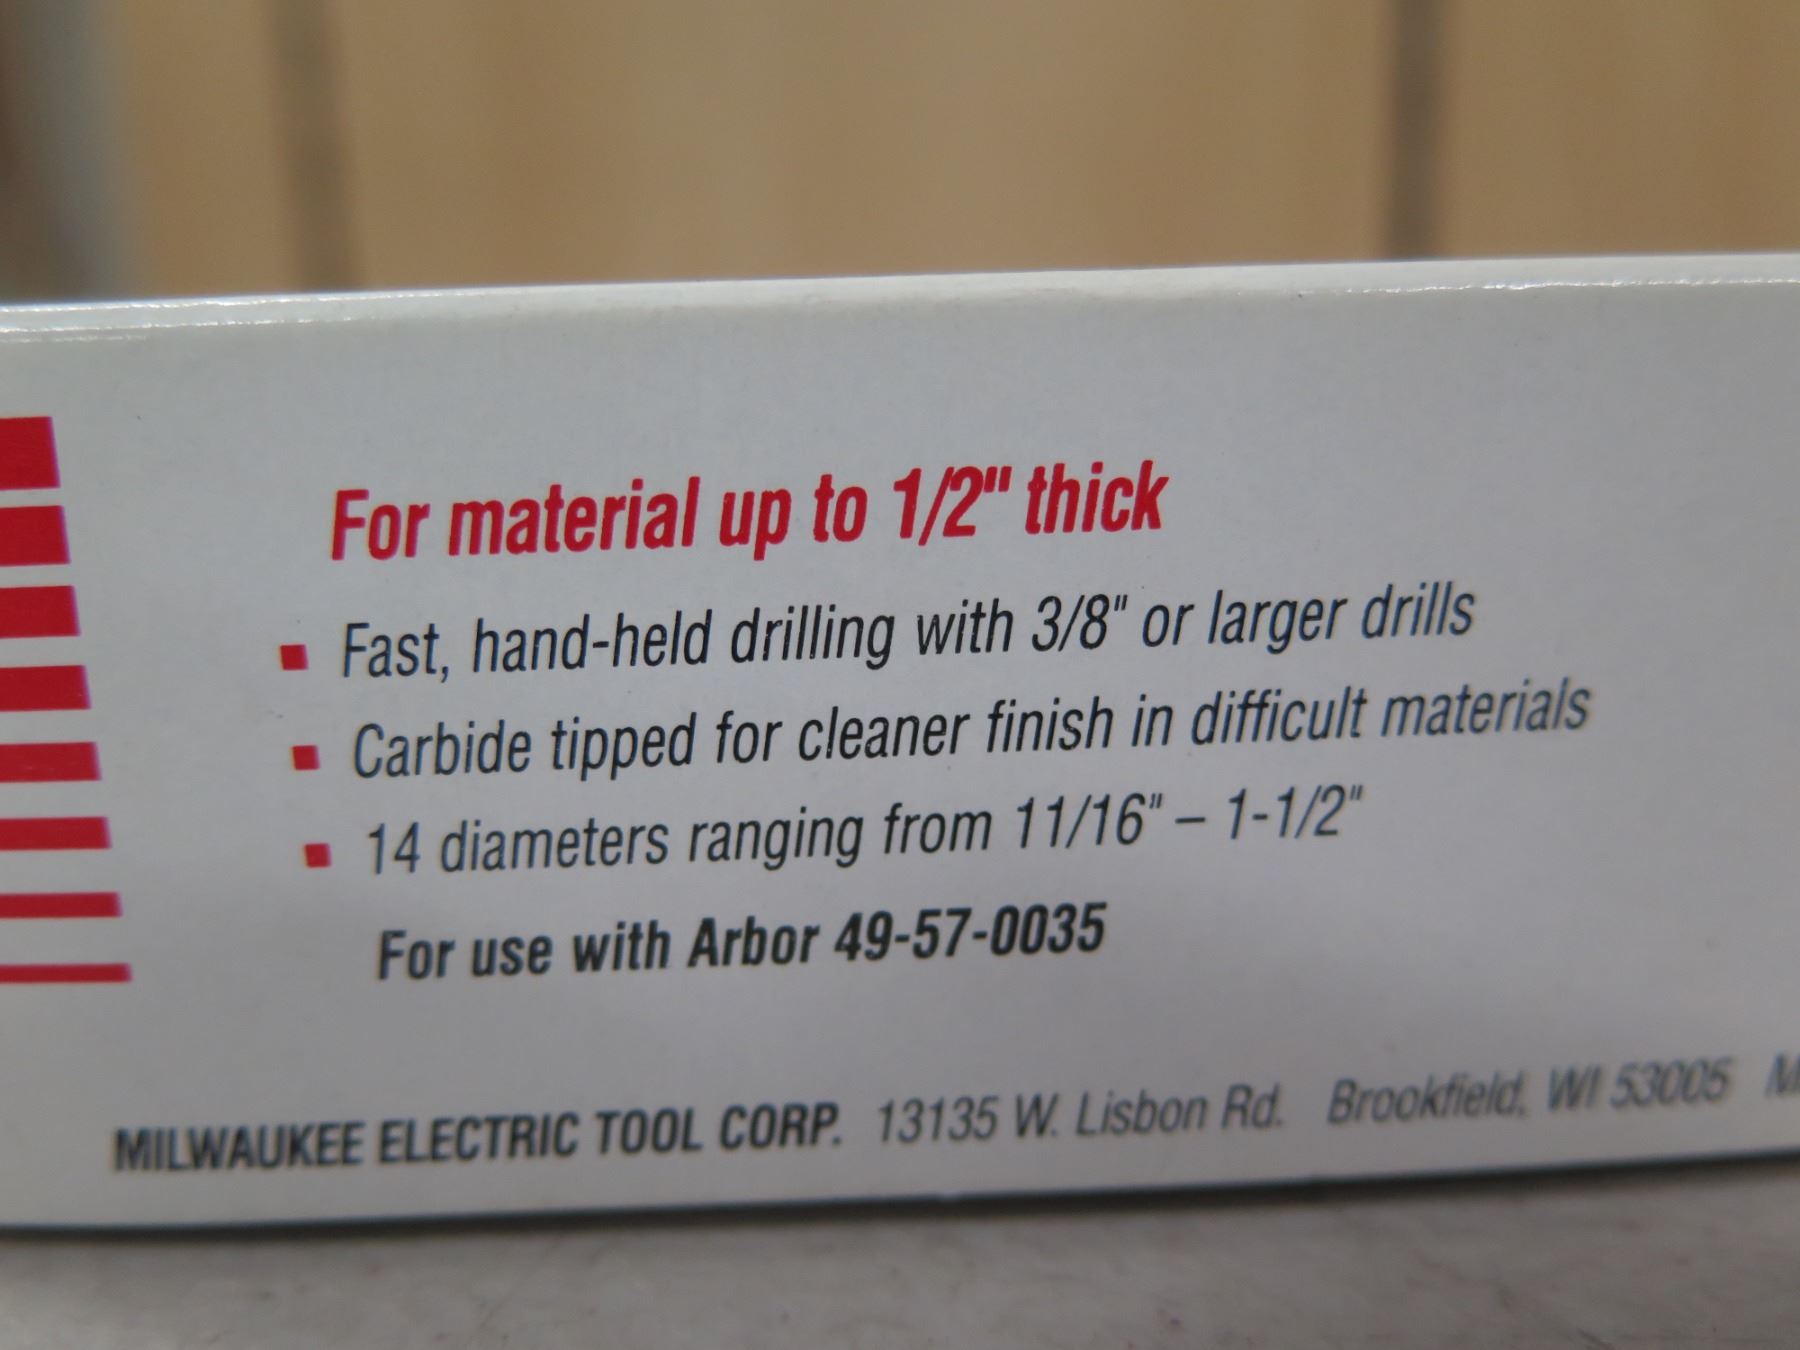 For material up to 1/2" thick
▪ Fast, hand-held drilling with 3/8" or larger drills
▪ Carbide tipped for cleaner finish in difficult materials
▪ 14 diameters ranging from 11/16" – 1-1/2"
For use with Arbor 49-57-0035
MILWAUKEE ELECTRIC TOOL CORP. 13135 W. Lisbon Rd. Brookfield, WI 53005